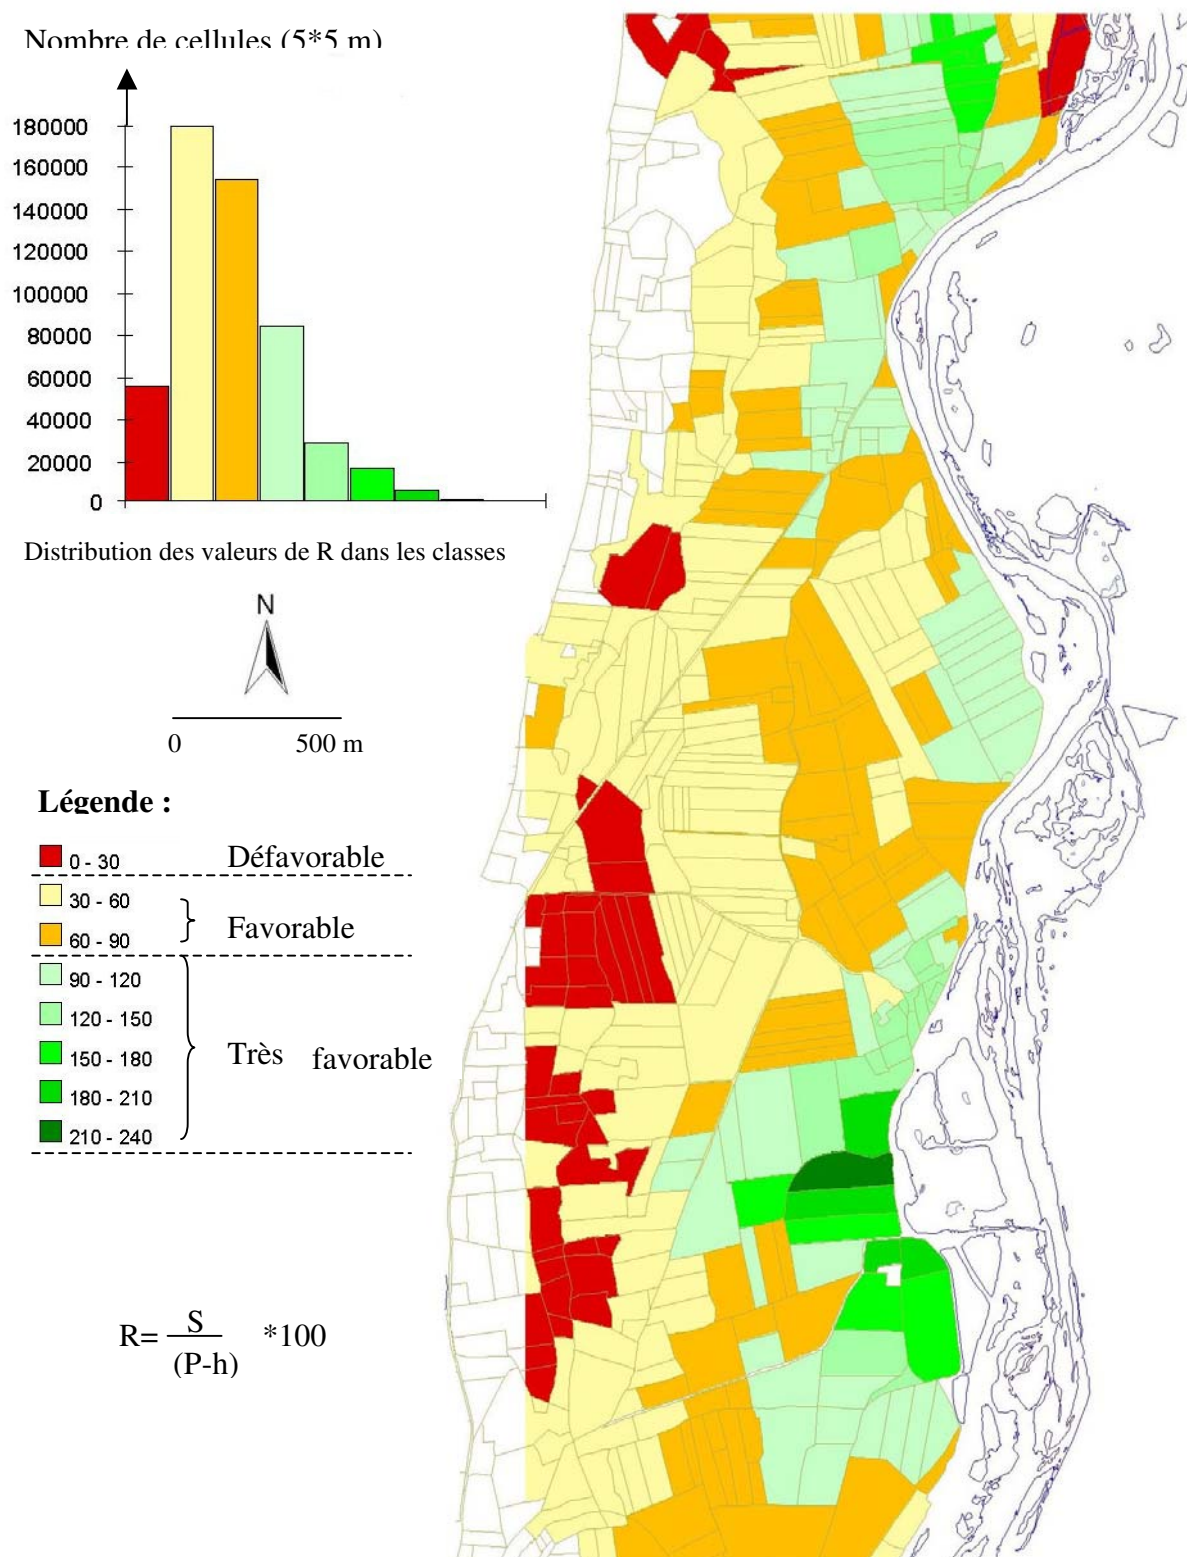 Nombre de cellules (5*5 m)
180000
160000
140000
120000
100000
80000
60000
40000
20000
0
Distribution des valeurs de R dans les classes
N
0 500 m
Légende :
0 - 30 Défavorable
30 - 60
60 - 90 Favorable
90 - 120
120 - 150
150 - 180 Très favorable
180 - 210
210 - 240
R= S *100
(P-h)